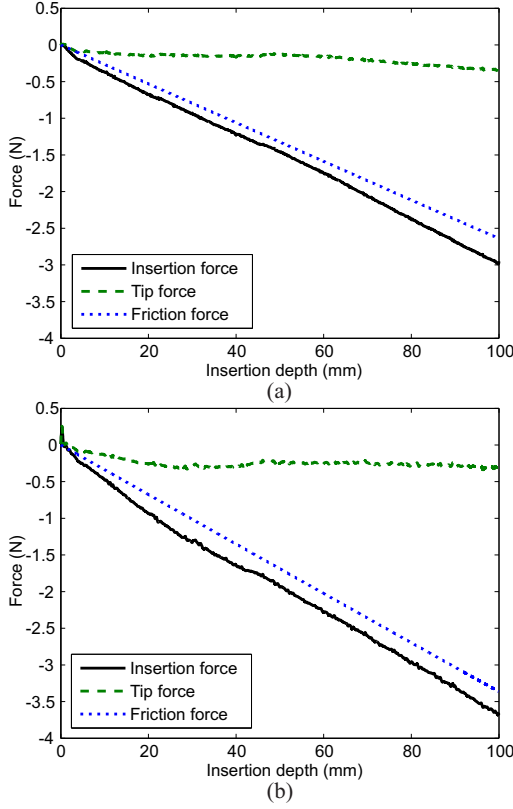 0.5
0
-0.5
-1
-1.5
-2
-2.5
-3
-3.5
-4
Force (N)
Insertion force
Tip force
Friction force
0 20 40 60 80 100
Insertion depth (mm)
(a)
0.5
0
-0.5
-1
-1.5
-2
-2.5
-3
-3.5
-4
Force (N)
Insertion force
Tip force
Friction force
0 20 40 60 80 100
Insertion depth (mm)
(b)